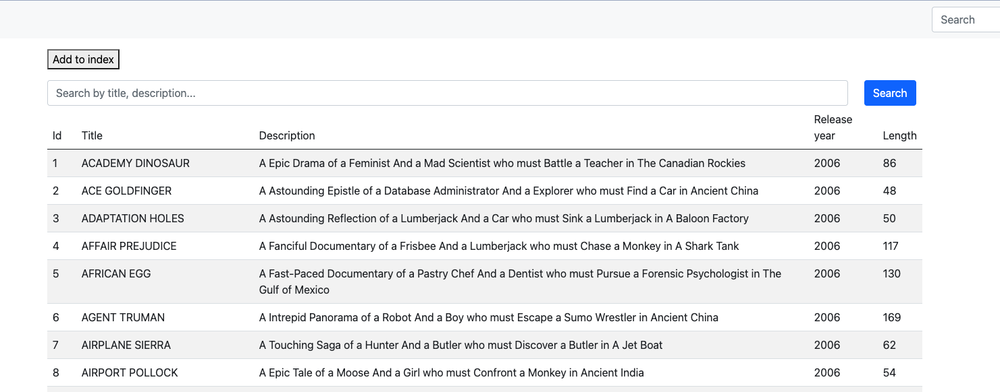 Search
Add to index
Search by title, description...
Search
Id Title Description Release year Length
1 ACADEMY DINOSAUR A Epic Drama of a Feminist And a Mad Scientist who must Battle a Teacher in The Canadian Rockies 2006 86
2 ACE GOLDFINGER A Astounding Epistle of a Database Administrator And a Explorer who must Find a Car in Ancient China 2006 48
3 ADAPTATION HOLES A Astounding Reflection of a Lumberjack And a Car who must Sink a Lumberjack in A Baloon Factory 2006 50
4 AFFAIR PREJUDICE A Fanciful Documentary of a Frisbee And a Lumberjack who must Chase a Monkey in A Shark Tank 2006 117
5 AFRICAN EGG A Fast-Paced Documentary of a Pastry Chef And a Dentist who must Pursue a Forensic Psychologist in The 2006 130
Gulf of Mexico
6 AGENT TRUMAN A Intrepid Panorama of a Robot And a Boy who must Escape a Sumo Wrestler in Ancient China 2006 169
7 AIRPLANE SIERRA A Touching Saga of a Hunter And a Butler who must Discover a Butler in A Jet Boat 2006 62
8 AIRPORT POLLOCK A Epic Tale of a Moose And a Girl who must Confront a Monkey in Ancient India 2006 54